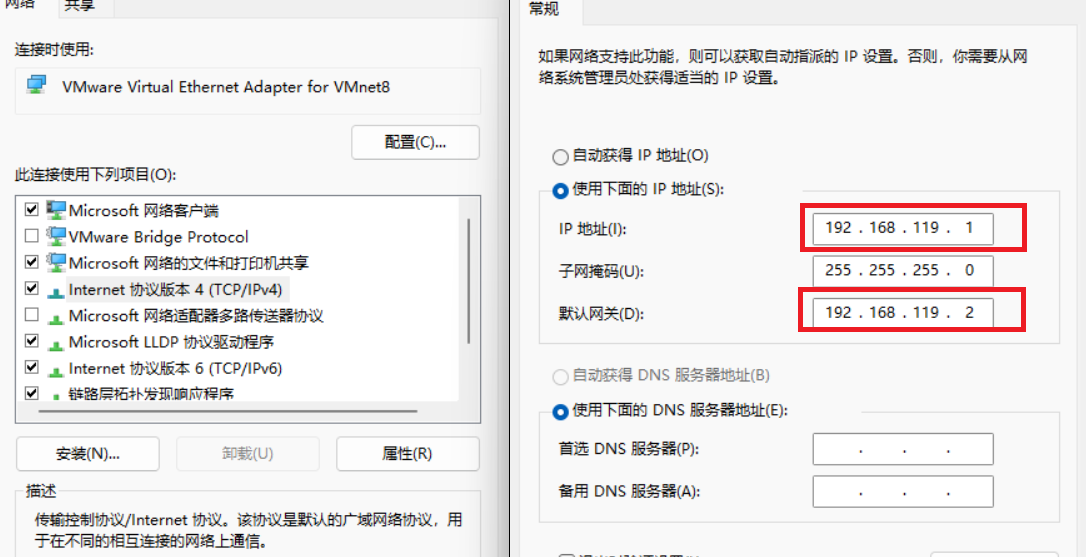 网络
共享
连接时使用:
VMware Virtual Ethernet Adapter for VMnet8
配置(C)...
此连接使用下列项目(O):
Microsoft 网络客户端
VMware Bridge Protocol
Microsoft 网络的文件和打印机共享
Internet 协议版本 4 (TCP/IPv4)
Microsoft 网络适配器多路传送器协议
Microsoft LLDP 协议驱动程序
Internet 协议版本 6 (TCP/IPv6)
链路层拓扑发现响应程序
安装(N)...
卸载(U)
属性(R)
描述
传输控制协议/Internet 协议。该协议是默认的广域网络协议，用
于在不同的相互连接的网络上通信。
常规
如果网络支持此功能，则可以获取自动指派的 IP 设置。否则，你需要从网
络系统管理员处获得适当的 IP 设置。
自动获得 IP 地址(O)
使用下面的 IP 地址(S):
IP 地址(I):
192 . 168 . 119 . 1
子网掩码(U):
255 . 255 . 255 . 0
默认网关(D):
192 . 168 . 119 . 2
自动获得 DNS 服务器地址(B)
使用下面的 DNS 服务器地址(E):
首选 DNS 服务器(P):
. . .
备用 DNS 服务器(A):
. . .